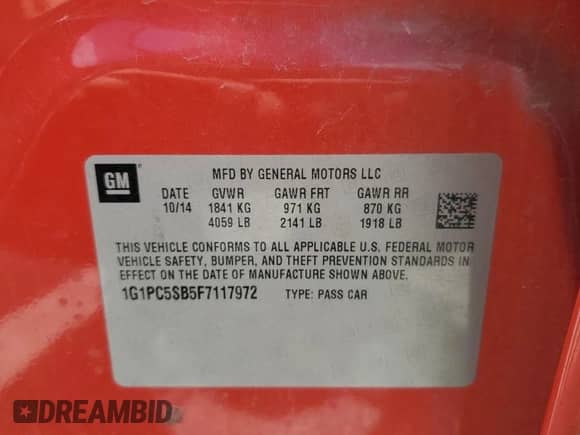 GM
MFD BY GENERAL MOTORS LLC
DATE GVWR GAWR FRT GAWR RR
10/14 1841 KG 971 KG 870 KG
4059 LB 2141 LB 1918 LB
THIS VEHICLE CONFORMS TO ALL APPLICABLE U.S. FEDERAL MOTOR
VEHICLE SAFETY, BUMPER, AND THEFT PREVENTION STANDARDS IN
EFFECT ON THE DATE OF MANUFACTURE SHOWN ABOVE.
1G1PC5SB5F7117972 TYPE: PASS CAR
DREAMBID